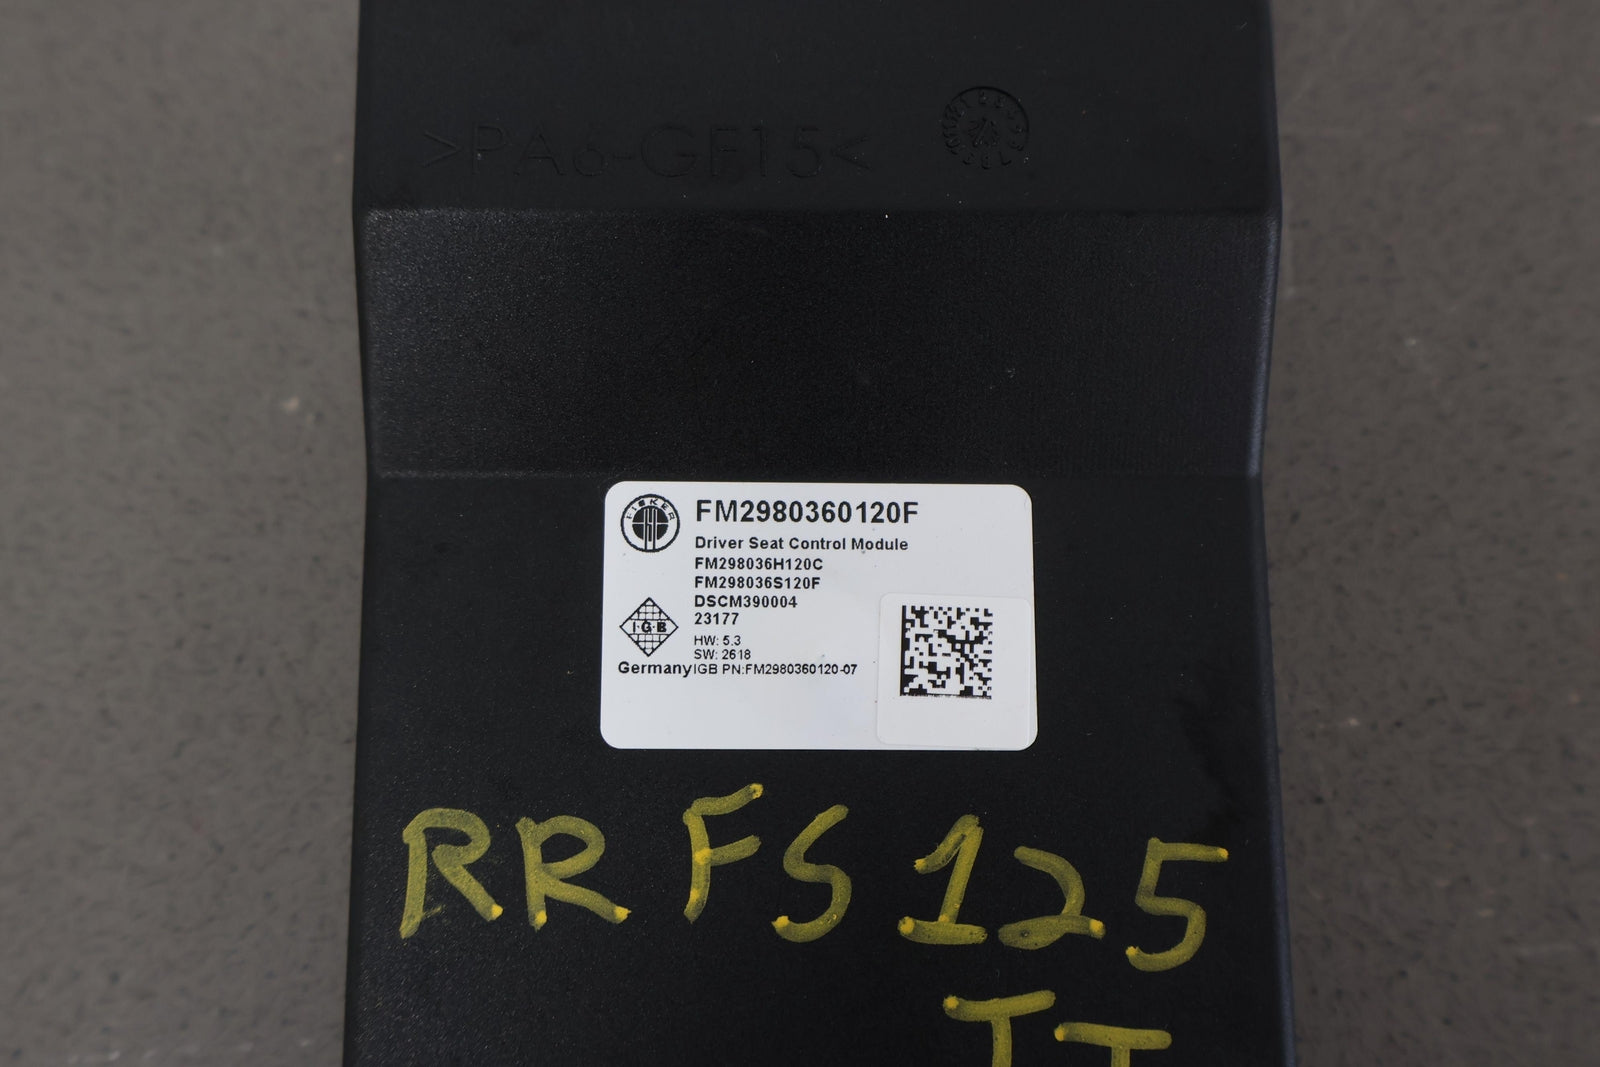 >PA6-GF15<
FISKER
FM2980360120F
Driver Seat Control Module
FM298036H120C
FM298036S120F
DSCM390004
23177
I·G·B
HW: 5.3
SW: 2618
Germany IGB PN:FM2980360120-07
RR FS 125